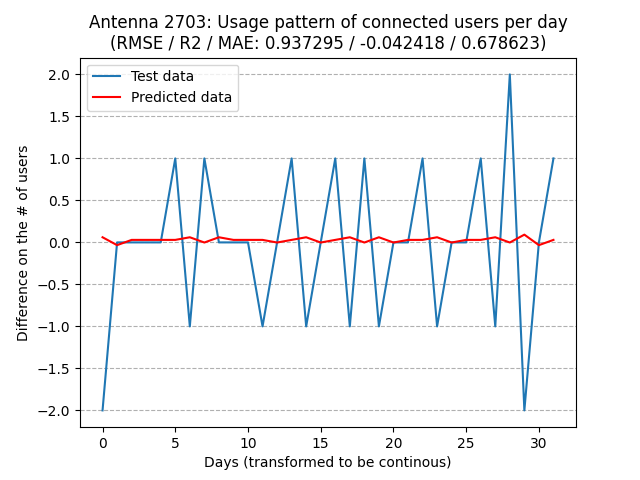 Antenna 2703: Usage pattern of connected users per day
(RMSE / R2 / MAE: 0.937295 / -0.042418 / 0.678623)
Test data
Predicted data
2.0
1.5
1.0
0.5
0.0
−0.5
−1.0
−1.5
−2.0
Difference on the # of users
0 5 10 15 20 25 30
Days (transformed to be continous)